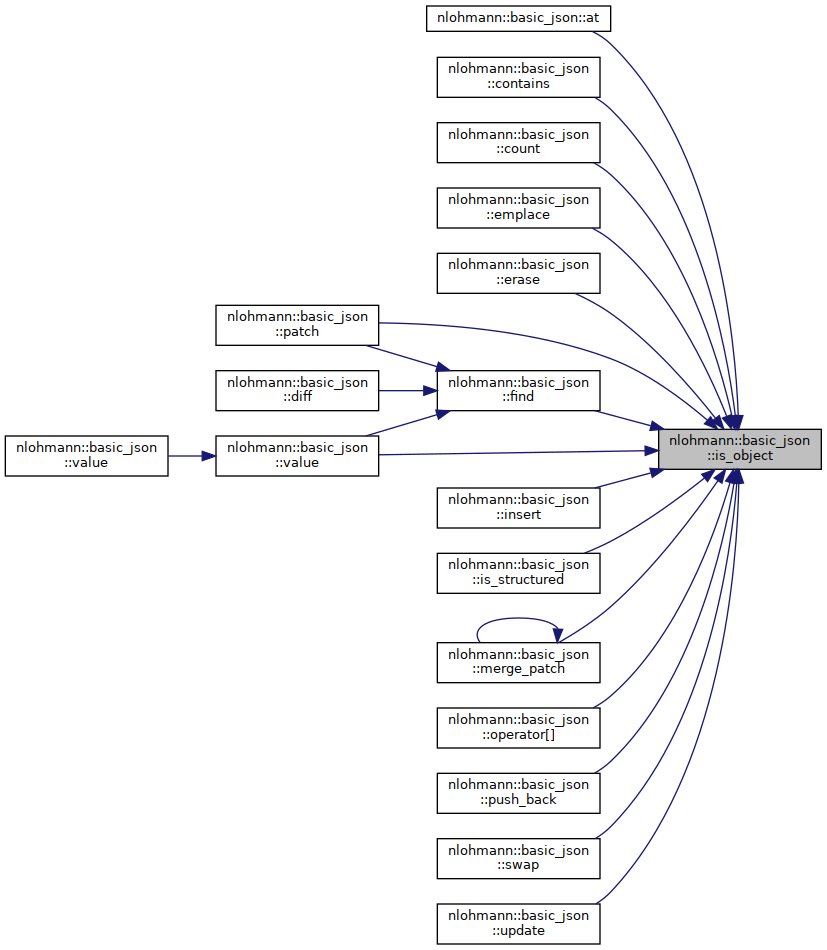 nlohmann::basic_json::at
nlohmann::basic_json
::contains
nlohmann::basic_json
::count
nlohmann::basic_json
::emplace
nlohmann::basic_json
::erase
nlohmann::basic_json
::patch
nlohmann::basic_json
::diff
nlohmann::basic_json
::find
nlohmann::basic_json
::value
nlohmann::basic_json
::value
nlohmann::basic_json
::is_object
nlohmann::basic_json
::insert
nlohmann::basic_json
::is_structured
nlohmann::basic_json
::merge_patch
nlohmann::basic_json
::operator[]
nlohmann::basic_json
::push_back
nlohmann::basic_json
::swap
nlohmann::basic_json
::update